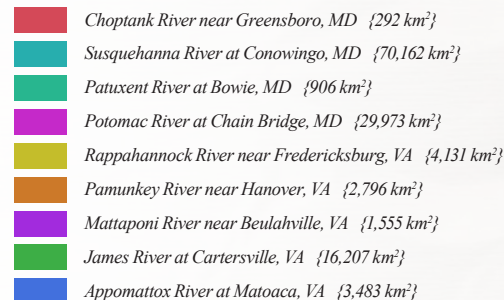 Choptank River near Greensboro, MD {292 km²}
Susquehanna River at Conowingo, MD {70,162 km²}
Patuxent River at Bowie, MD {906 km²}
Potomac River at Chain Bridge, MD {29,973 km²}
Rappahannock River near Fredericksburg, VA {4,131 km²}
Pamunkey River near Hanover, VA {2,796 km²}
Mattaponi River near Beulahville, VA {1,555 km²}
James River at Cartersville, VA {16,207 km²}
Appomattox River at Matoaca, VA {3,483 km²}